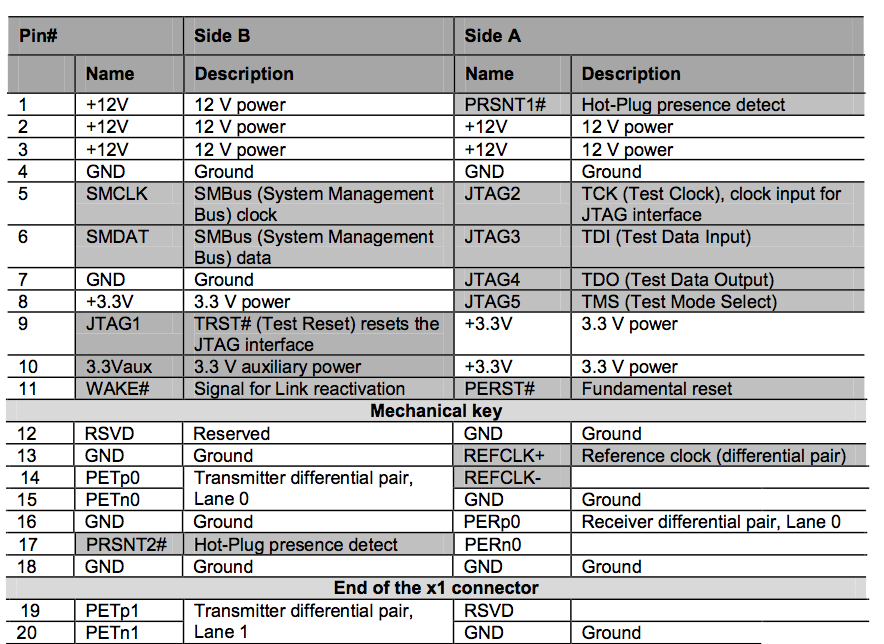 Pin# Side B Side A
Name Description Name Description
1 +12V 12 V power PRSNT1# Hot-Plug presence detect
2 +12V 12 V power +12V 12 V power
3 +12V 12 V power +12V 12 V power
4 GND Ground GND Ground
5 SMCLK SMBus (System Management JTAG2 TCK (Test Clock), clock input for
Bus) clock JTAG interface
6 SMDAT SMBus (System Management JTAG3 TDI (Test Data Input)
Bus) data
7 GND Ground JTAG4 TDO (Test Data Output)
8 +3.3V 3.3 V power JTAG5 TMS (Test Mode Select)
9 JTAG1 TRST# (Test Reset) resets the +3.3V 3.3 V power
JTAG interface
10 3.3Vaux 3.3 V auxiliary power +3.3V 3.3 V power
11 WAKE# Signal for Link reactivation PERST# Fundamental reset
Mechanical key
12 RSVD Reserved GND Ground
13 GND Ground REFCLK+ Reference clock (differential pair)
14 PETp0 Transmitter differential pair, REFCLK-
15 PETn0 Lane 0 GND Ground
16 GND Ground PERp0 Receiver differential pair, Lane 0
17 PRSNT2# Hot-Plug presence detect PERn0
18 GND Ground GND Ground
End of the x1 connector
19 PETp1 Transmitter differential pair, RSVD
20 PETn1 Lane 1 GND Ground